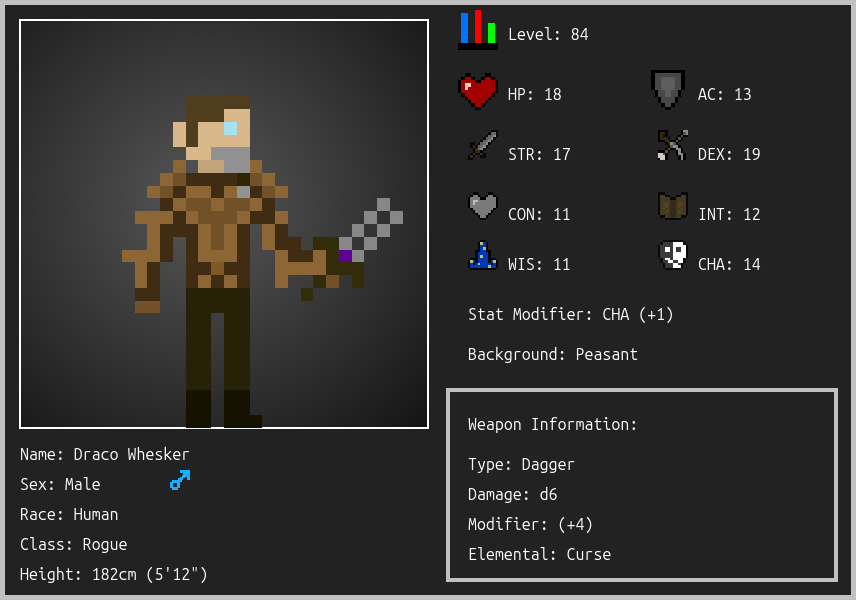 Level: 84
HP: 18
AC: 13
STR: 17
DEX: 19
CON: 11
INT: 12
WIS: 11
CHA: 14
Stat Modifier: CHA (+1)
Background: Peasant
Weapon Information:
Type: Dagger
Damage: d6
Modifier: (+4)
Elemental: Curse
Name: Draco Whesker
Sex: Male
Race: Human
Class: Rogue
Height: 182cm (5'12")